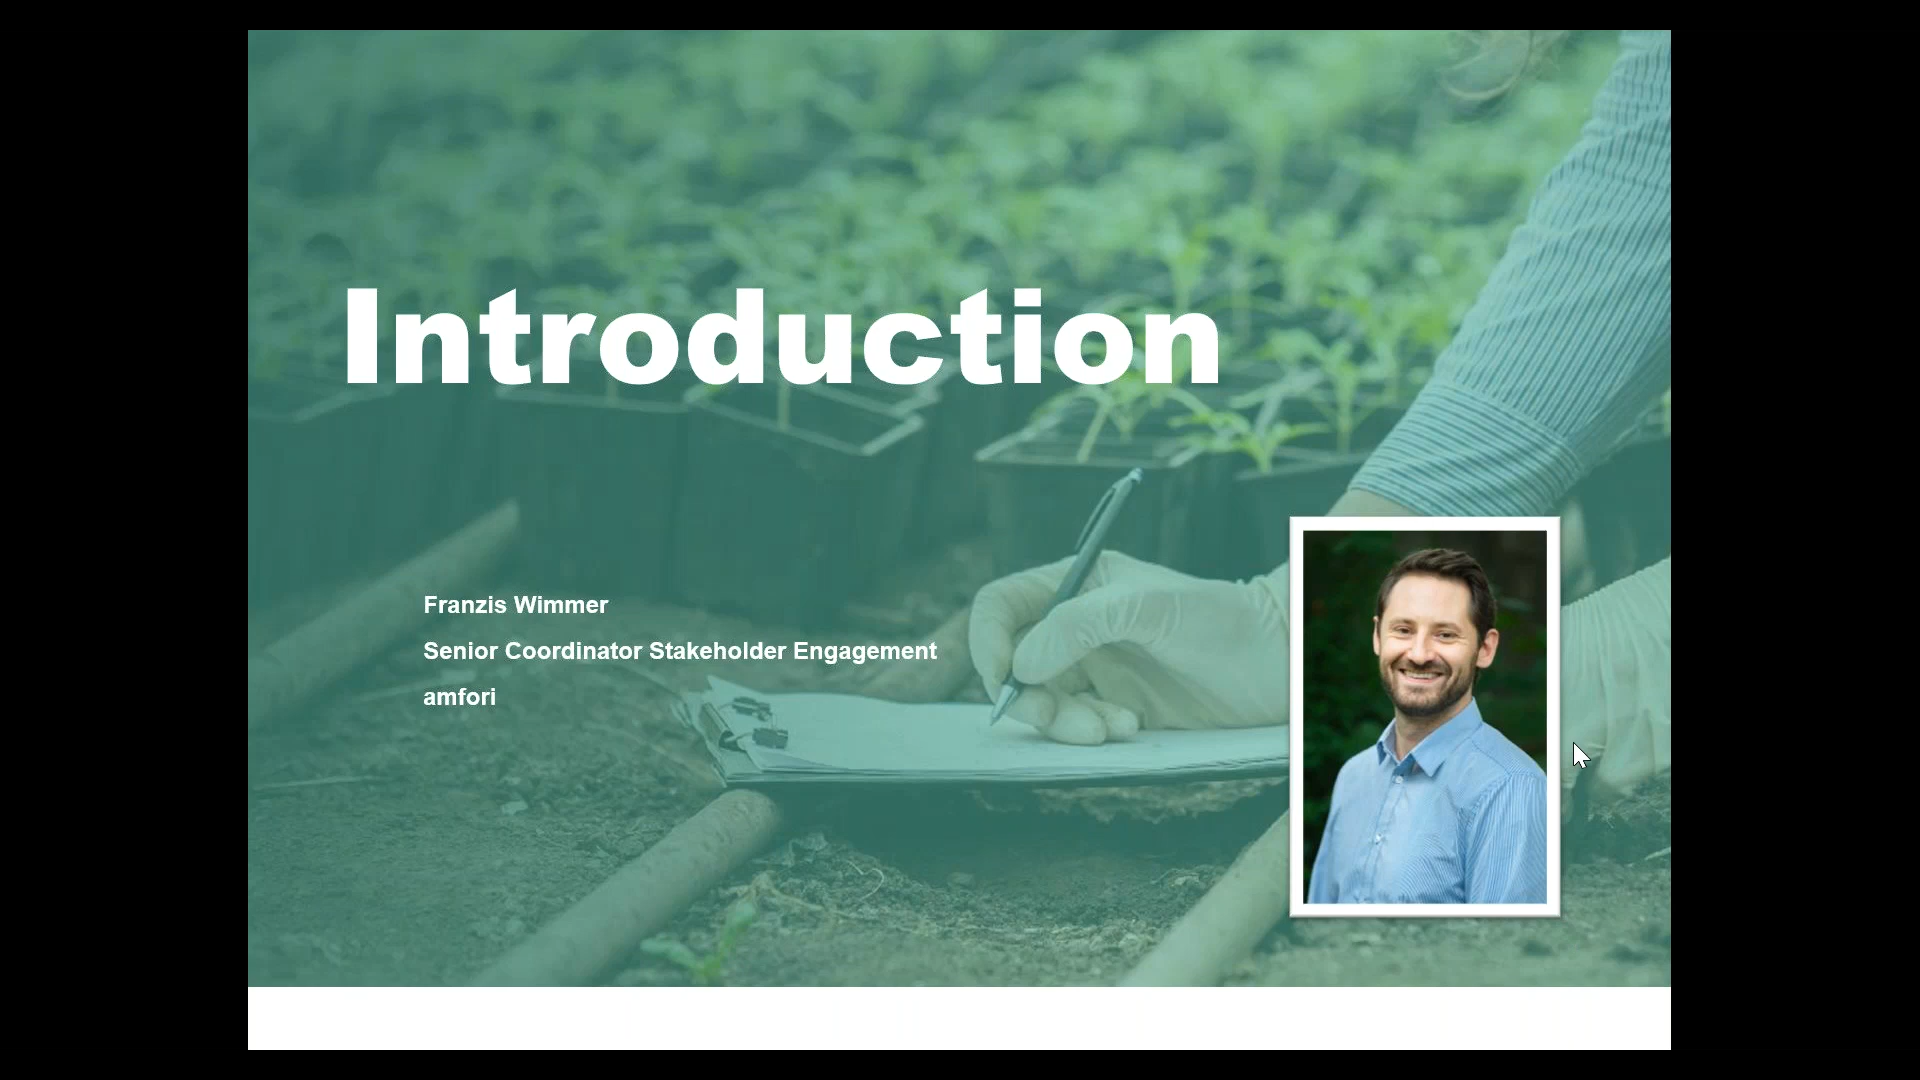 Introduction
Franzis Wimmer
Senior Coordinator Stakeholder Engagement
amfori